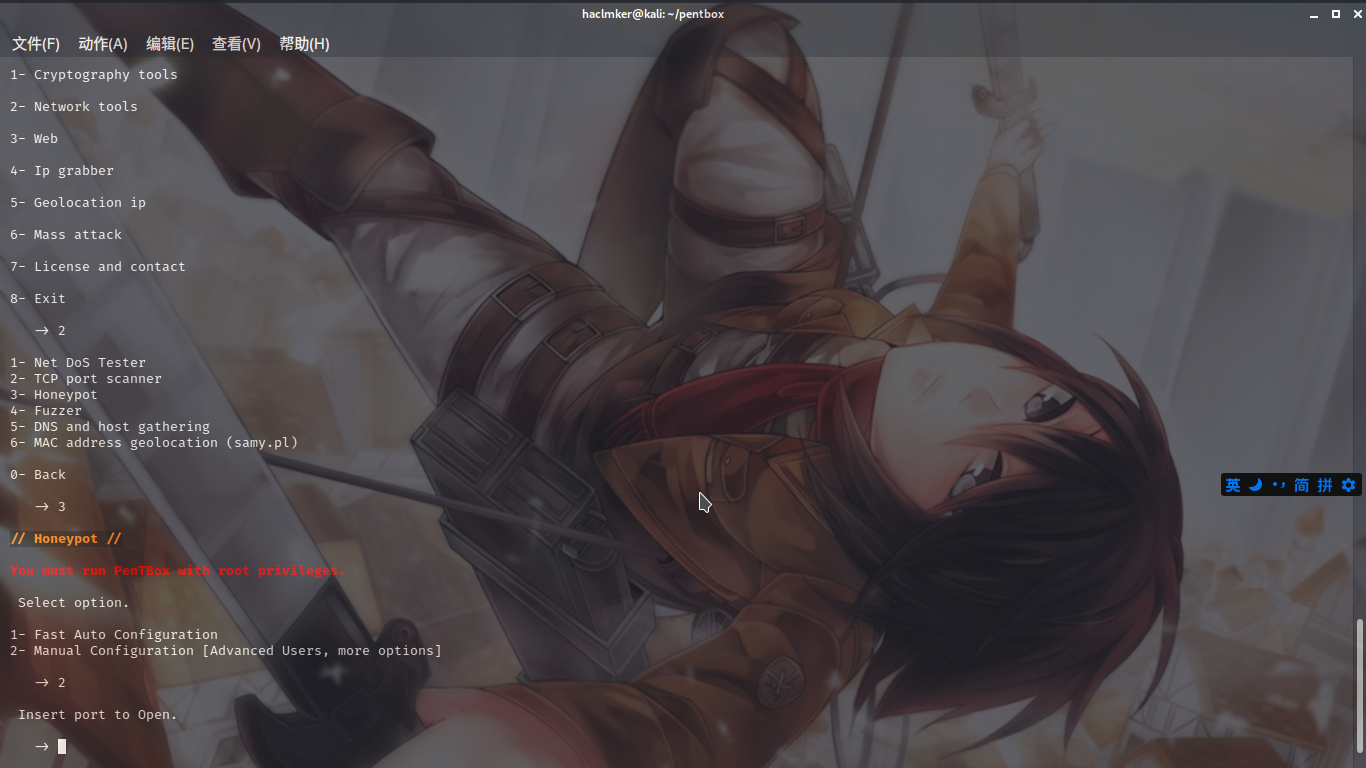 haclmker@kali: ~/pentbox
文件(F) 动作(A) 编辑(E) 查看(V) 帮助(H)
1- Cryptography tools
2- Network tools
3- Web
4- Ip grabber
5- Geolocation ip
6- Mass attack
7- License and contact
8- Exit
-> 2
1- Net DoS Tester
2- TCP port scanner
3- Honeypot
4- Fuzzer
5- DNS and host gathering
6- MAC address geolocation (samy.pl)
0- Back
-> 3
// Honeypot //
You must run PenTBox with root privileges.
Select option.
1- Fast Auto Configuration
2- Manual Configuration [Advanced Users, more options]
-> 2
Insert port to Open.
->
英 简 拼